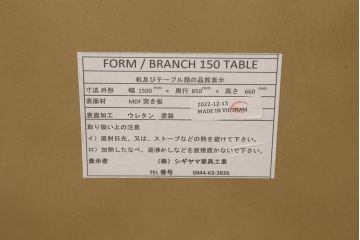 FORM / BRANCH 150 TABLE
机及びテーブル類の品質表示
寸法.外形 幅 1500 mm × 奥行 850 mm × 高さ 660 mm
表面材 MDF 突き板
2022-12-13
MADE IN VIETNAM
表面加工 ウレタン 塗装
取り扱い上の注意
イ）直射日光、又は、ストーブなどの熱を避けて下さい。
ロ）加熱したなべ、湯沸かしなどを直接置かないで下さい。
表示者 （株）シギヤマ家具工業
TEL番号 0944-63-3826